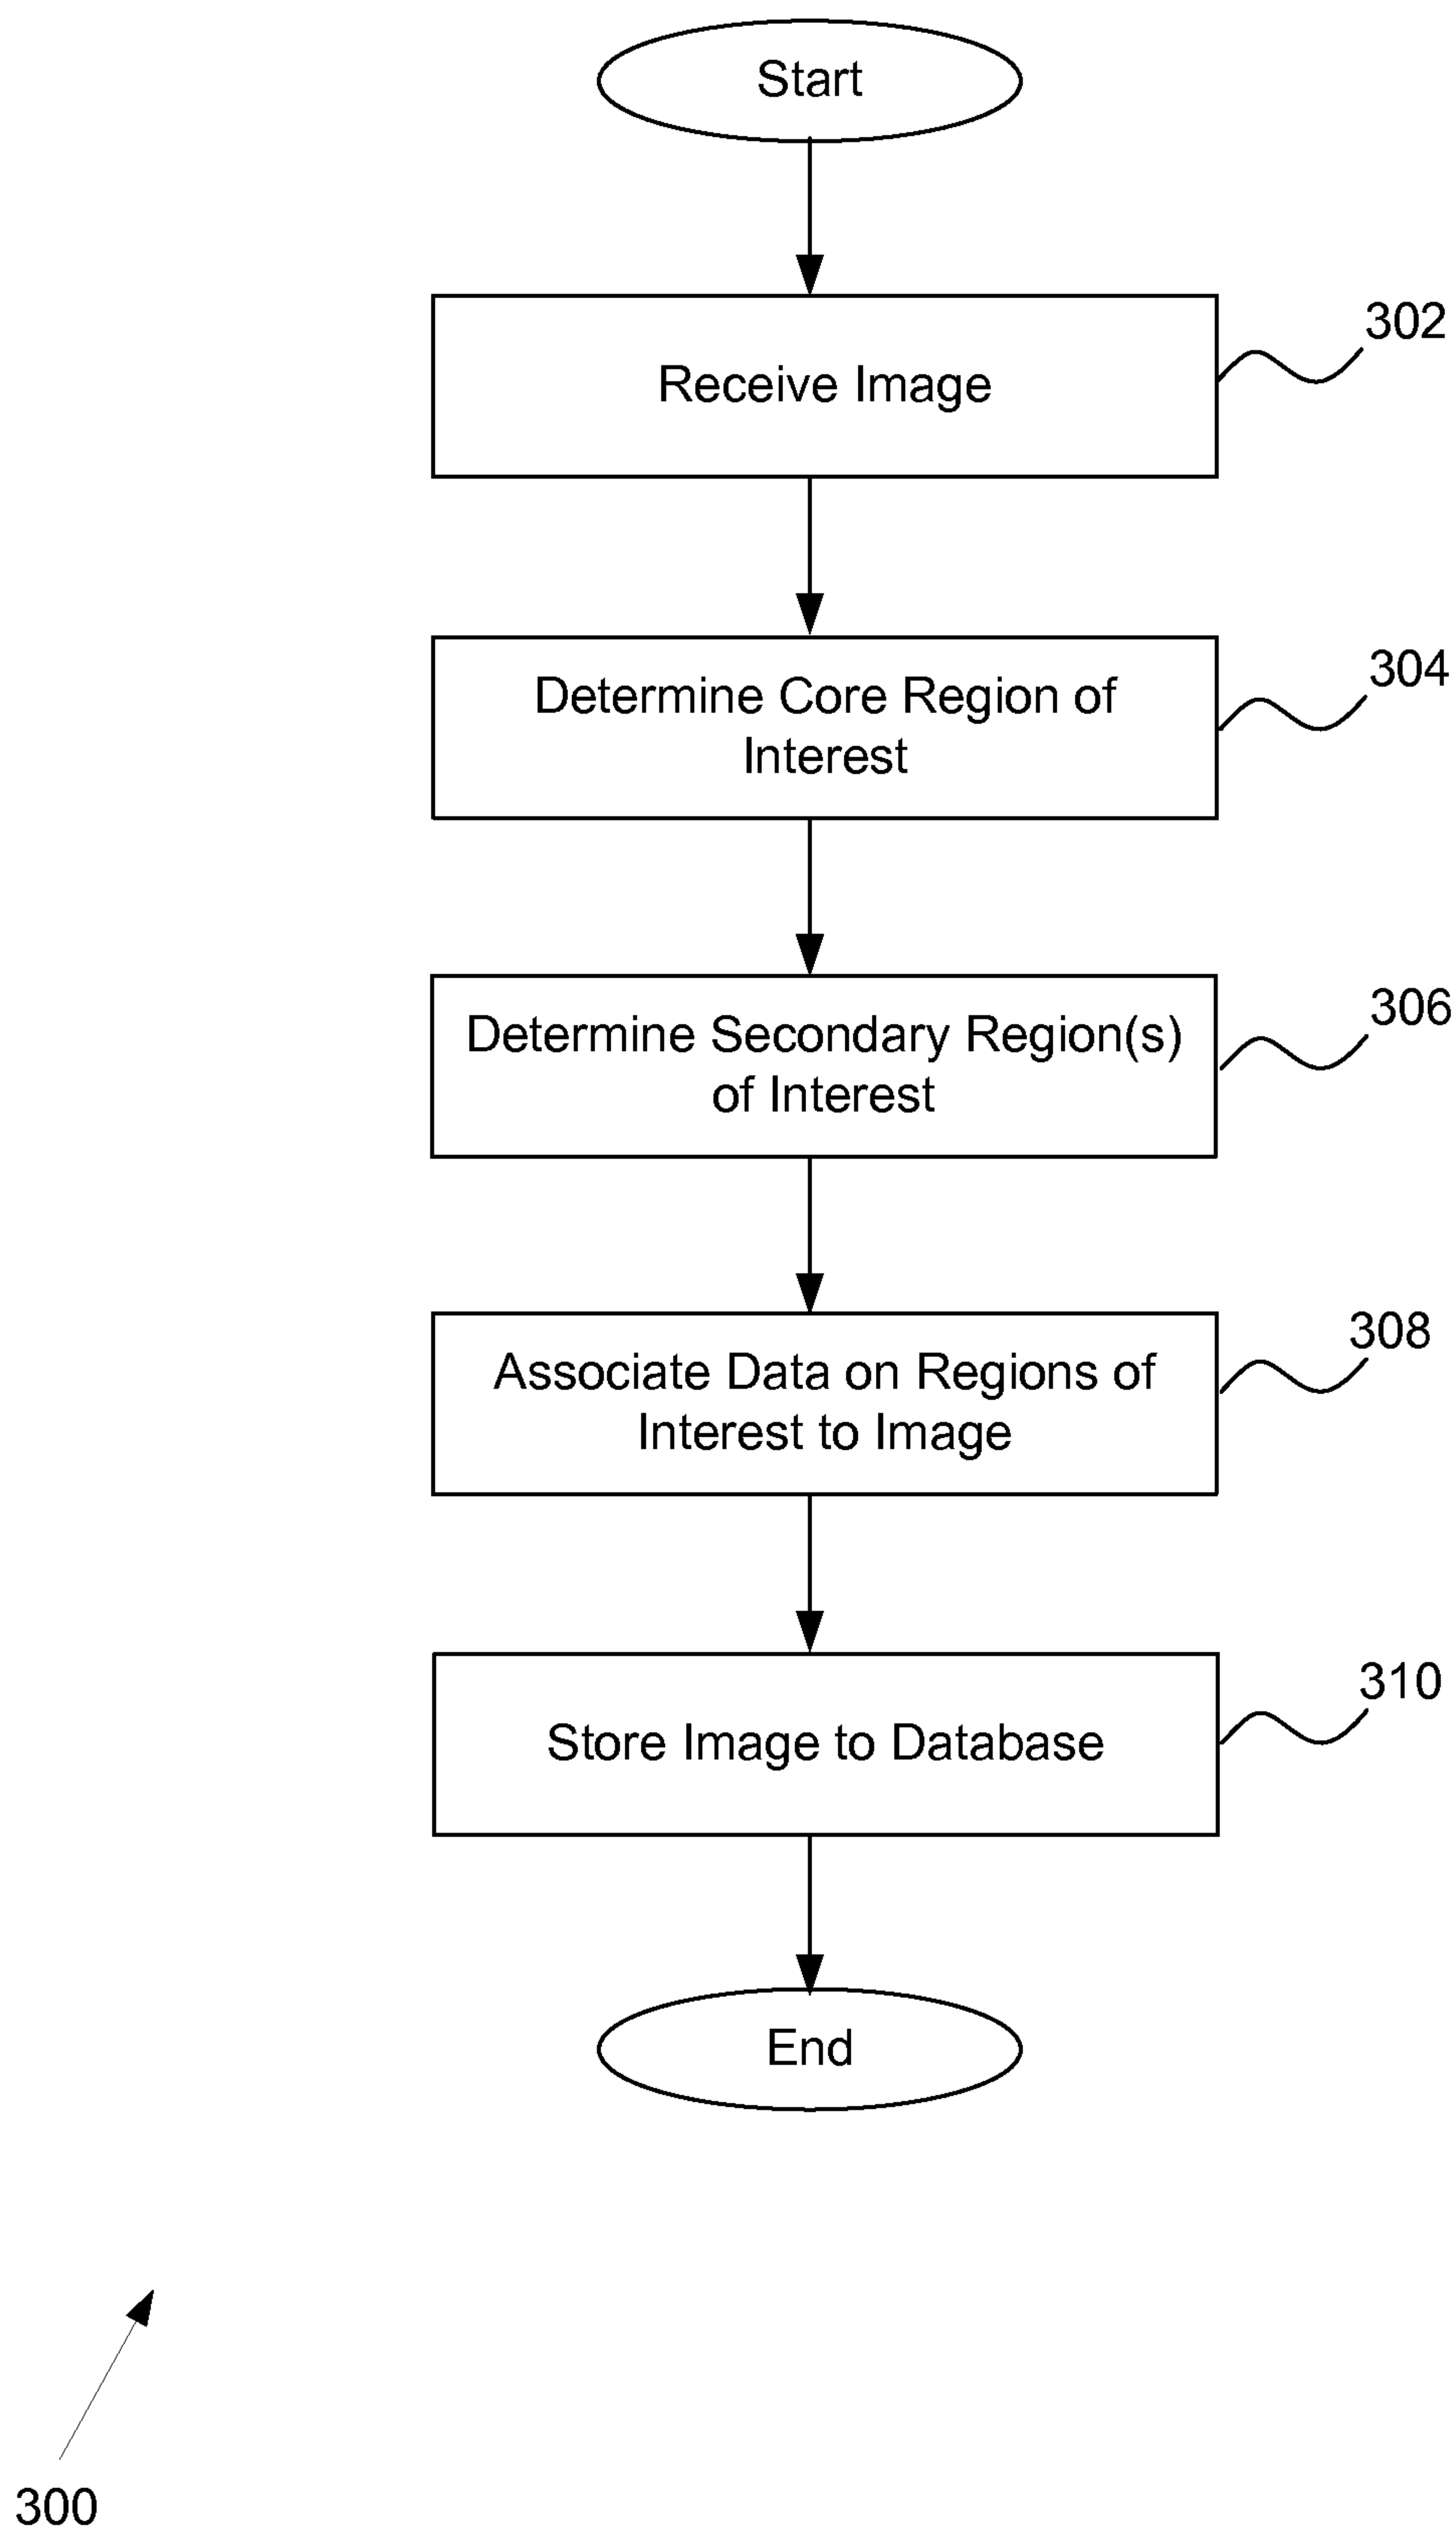 Start
Receive Image
302
Determine Core Region of
Interest
304
Determine Secondary Region(s)
of Interest
306
Associate Data on Regions of
Interest to Image
308
Store Image to Database
310
End
300